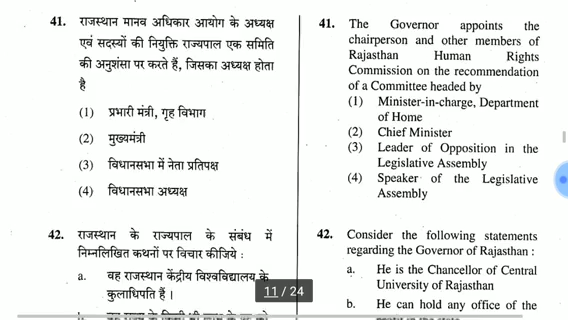 41. राजस्थान मानव अधिकार आयोग के अध्यक्ष
एवं सदस्यों की नियुक्ति राज्यपाल एक समिति
की अनुशंसा पर करते हैं, जिसका अध्यक्ष होता
है
(1) प्रभारी मंत्री, गृह विभाग
(2) मुख्यमंत्री
(3) विधानसभा में नेता प्रतिपक्ष
(4) विधानसभा अध्यक्ष
42. राजस्थान के राज्यपाल के संबंध में
निम्नलिखित कथनों पर विचार कीजिये :
a. वह राजस्थान केंद्रीय विश्वविद्यालय के
कुलाधिपति हैं ।
41. The Governor appoints the
chairperson and other members of
Rajasthan Human Rights
Commission on the recommendation
of a Committee headed by
(1) Minister-in-charge, Department
of Home
(2) Chief Minister
(3) Leader of Opposition in the
Legislative Assembly
(4) Speaker of the Legislative
Assembly
42. Consider the following statements
regarding the Governor of Rajasthan :
a. He is the Chancellor of Central
University of Rajasthan
b. He can hold any office of the
11 / 24